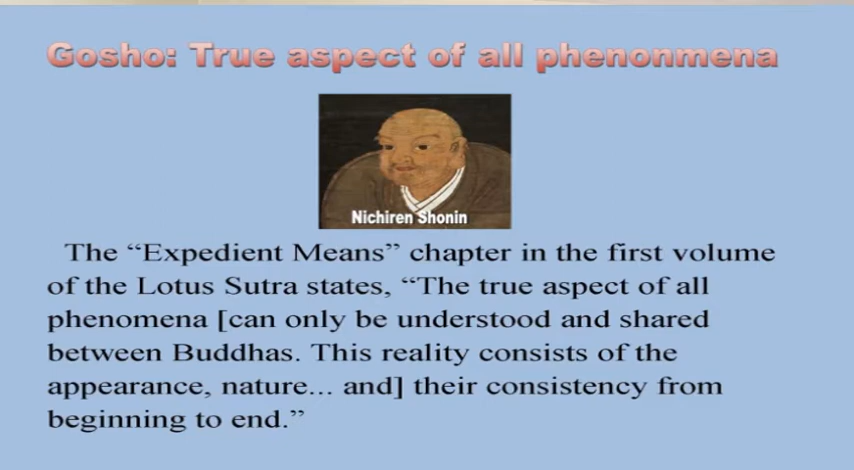 Gosho: True aspect of all phenonmena
Nichiren Shonin
The “Expedient Means” chapter in the first volume
of the Lotus Sutra states, “The true aspect of all
phenomena [can only be understood and shared
between Buddhas. This reality consists of the
appearance, nature... and] their consistency from
beginning to end.”